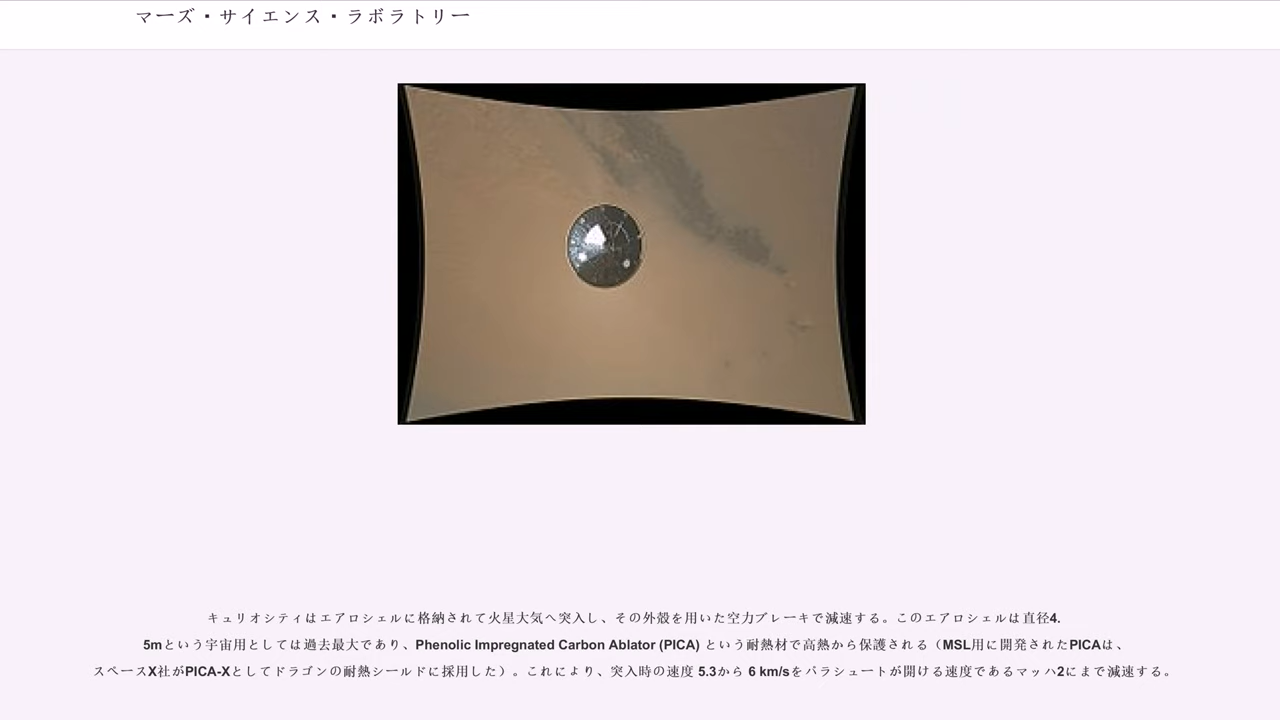 マーズ・サイエンス・ラボラトリー
キュリオシティはエアロシェルに格納されて火星大気へ突入し、その外殻を用いた空力ブレーキで減速する。このエアロシェルは直径4.
5mという宇宙用としては過去最大であり、Phenolic Impregnated Carbon Ablator (PICA) という耐熱材で高熱から保護される（MSL用に開発されたPICAは、
スペースX社がPICA-Xとしてドラゴンの耐熱シールドに採用した）。これにより、突入時の速度 5.3から 6 km/sをパラシュートが開ける速度であるマッハ2にまで減速する。